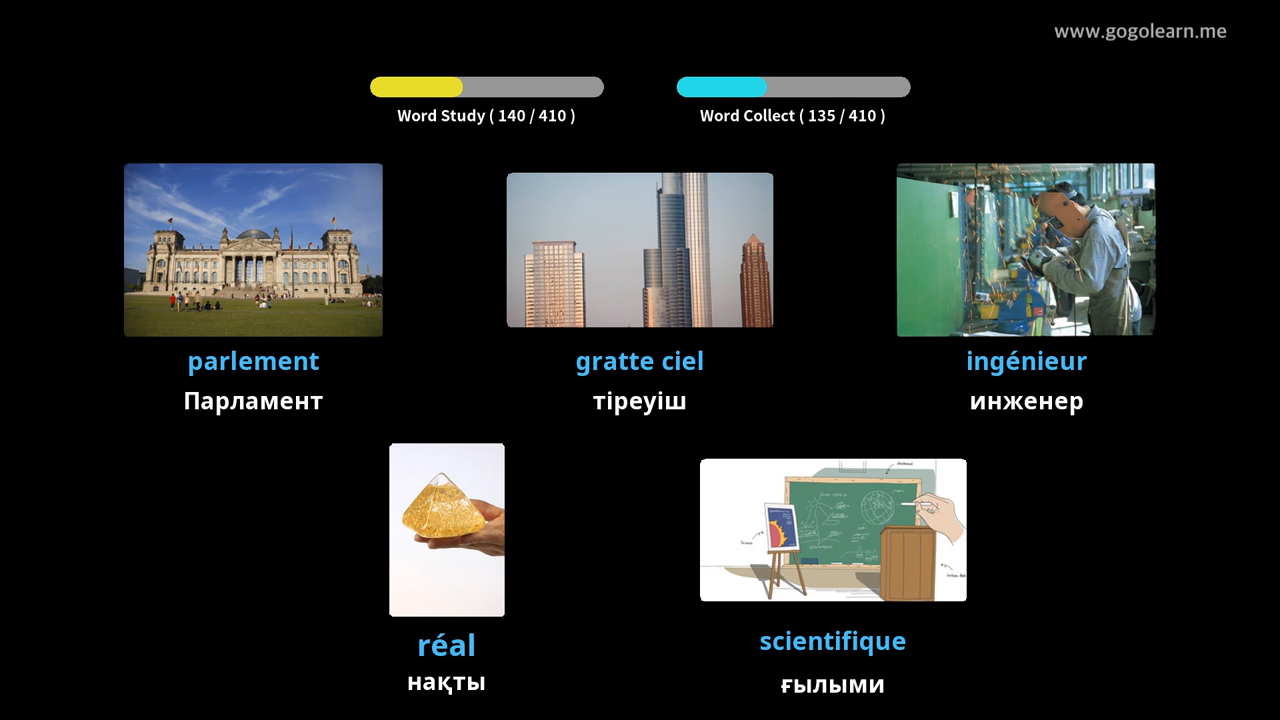 www.gogolearn.me
Word Study ( 140 / 410 )
Word Collect ( 135 / 410 )
parlement
Парламент
gratte ciel
тіреуіш
ingénieur
инженер
réal
нақты
scientifique
ғылыми